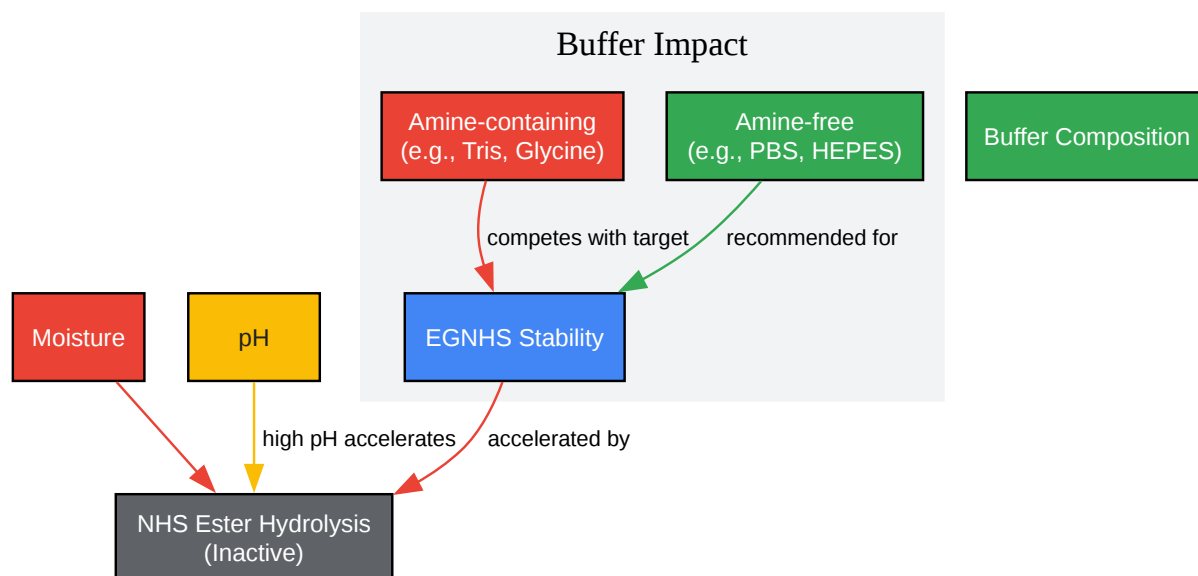 Buffer Impact
Amine-containing
(e.g., Tris, Glycine)
Amine-free
(e.g., PBS, HEPES)
Buffer Composition
competes with target
recommended for
Moisture
pH
EGNHS Stability
high pH accelerates
accelerated by
NHS Ester Hydrolysis
(Inactive)